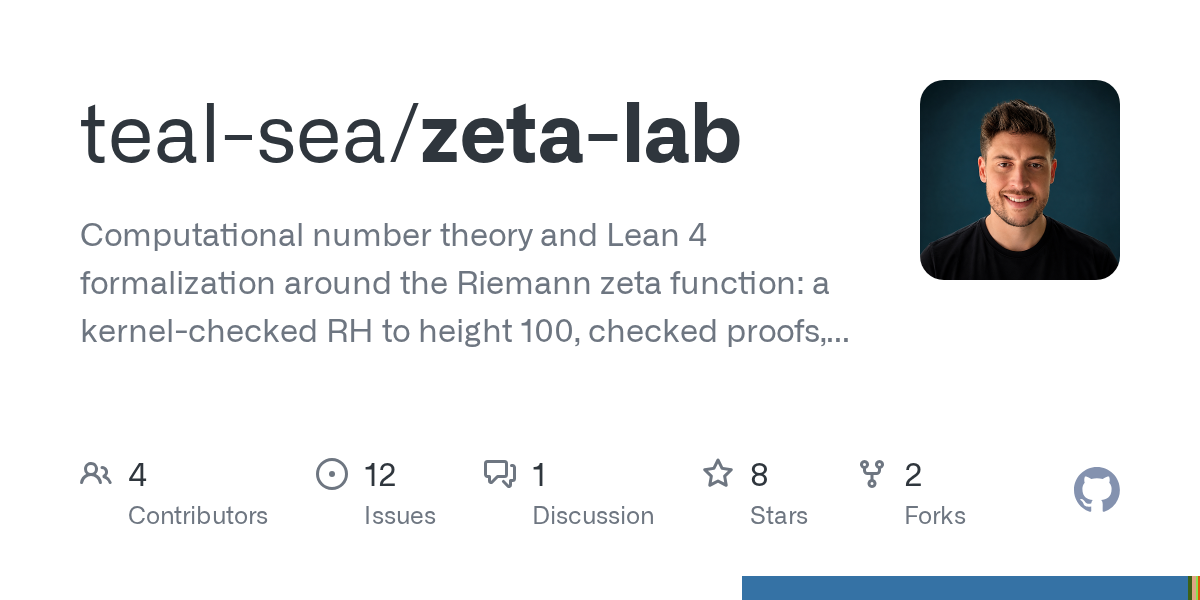 teal-sea/zeta-lab
Computational number theory and Lean 4
formalization around the Riemann zeta function: a
kernel-checked RH to height 100, checked proofs,...
4
Contributors
12
Issues
1
Discussion
8
Stars
2
Forks